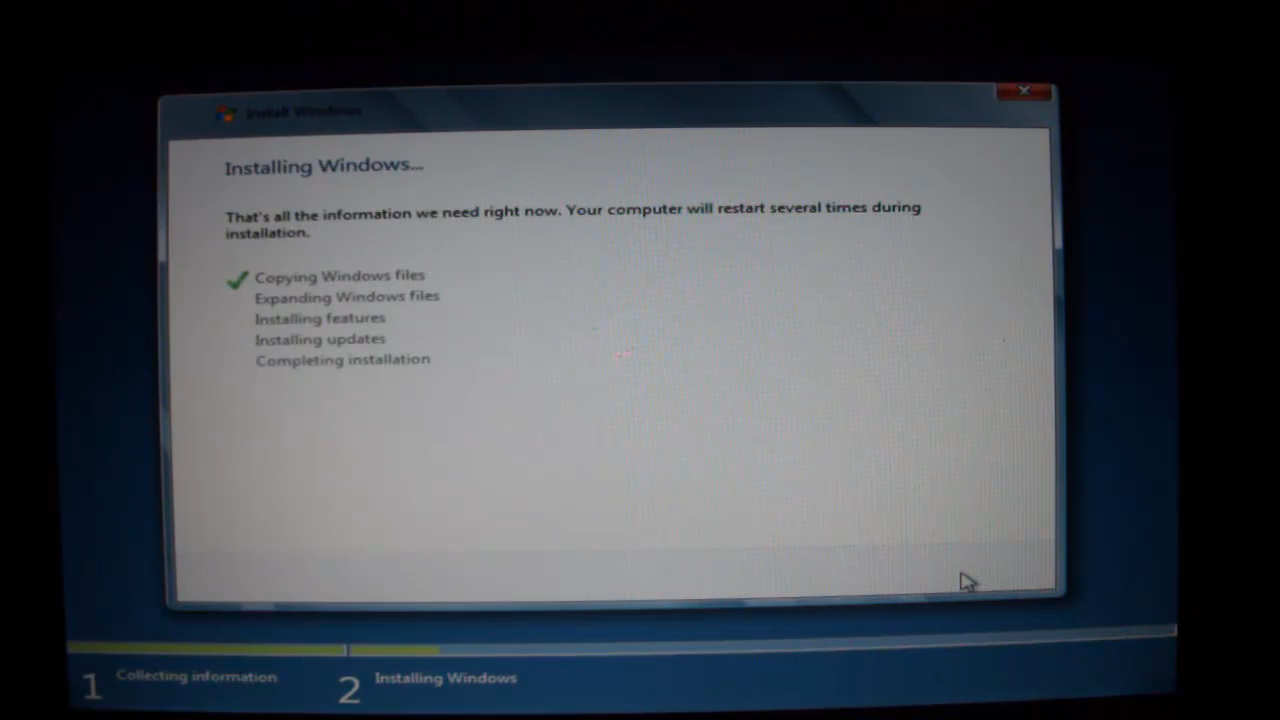 Install Windows
Installing Windows...
That's all the information we need right now. Your computer will restart several times during
installation.
Copying Windows files
Expanding Windows files
Installing features
Installing updates
Completing installation
1 Collecting information
2 Installing Windows